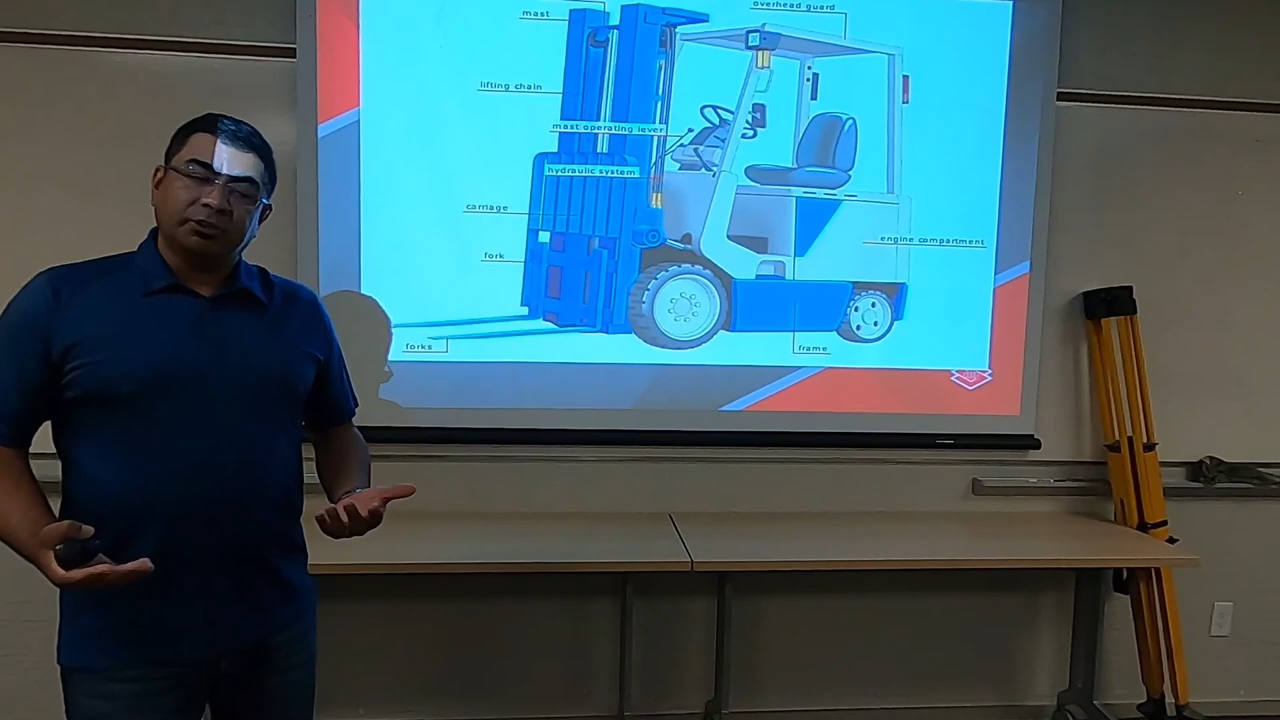 mast
overhead guard
lifting chain
mast operating lever
hydraulic system
carriage
engine compartment
fork
forks
frame